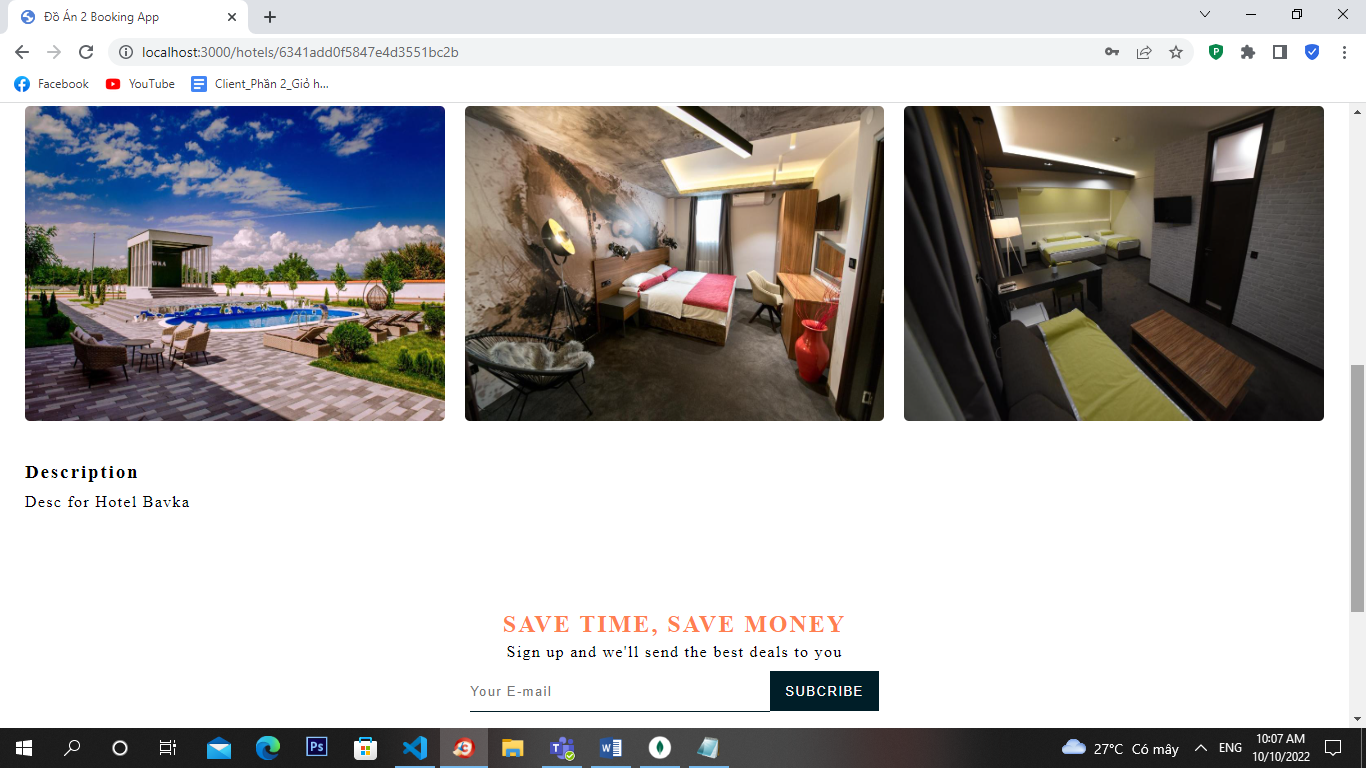 Đồ Án 2 Booking App
localhost:3000/hotels/6341add0f5847e4d3551bc2b
Facebook
YouTube
Client_Phần 2_Giỏ h...
Description
Desc for Hotel Bavka
SAVE TIME, SAVE MONEY
Sign up and we'll send the best deals to you
Your E-mail
SUBCRIBE
Ps
27°C Có mây
ENG
10:07 AM
10/10/2022